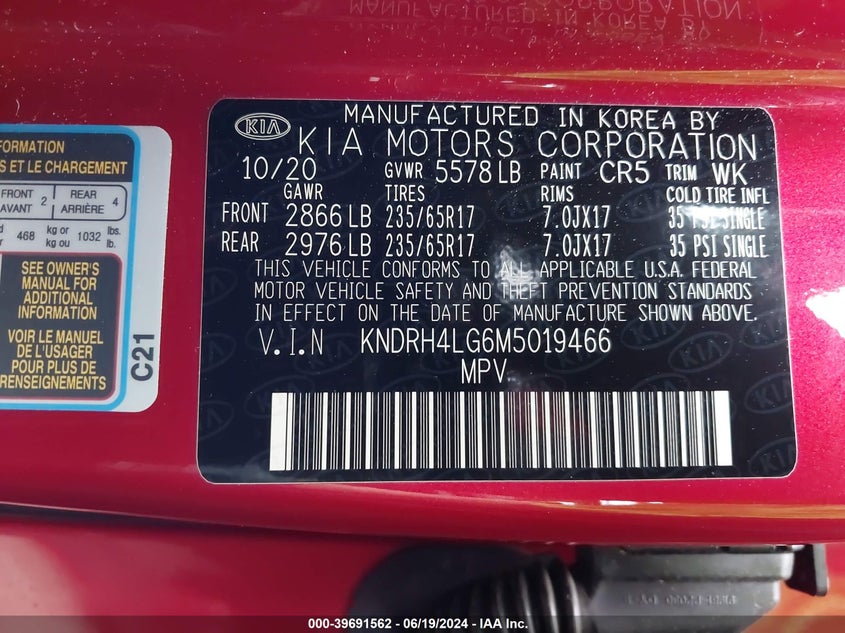 MANUFACTURED IN KOREA BY
KIA KIA MOTORS CORPORATION
10/20 GVWR 5578 LB PAINT CR5 TRIM WK
GAWR TIRES RIMS COLD TIRE INFL
FRONT 2866 LB 235/65R17 7.0JX17 35 PSI SINGLE
REAR 2976 LB 235/65R17 7.0JX17 35 PSI SINGLE
THIS VEHICLE CONFORMS TO ALL APPLICABLE U.S.A. FEDERAL
MOTOR VEHICLE SAFETY AND THEFT PREVENTION STANDARDS
IN EFFECT ON THE DATE OF MANUFACTURE SHOWN ABOVE.
V.I.N KNDRH4LG6M5019466
MPV
FORMATION
S ET LE CHARGEMENT
FRONT 2 REAR 4
AVANT ARRIÈRE
468 kg or 1032 lbs.
kg ou lb.
SEE OWNER'S
MANUAL FOR
ADDITIONAL
INFORMATION
VOIR LE MANUEL
DE L'USAGER
POUR PLUS DE
RENSEIGNEMENTS
C21
000-39691562 / 06/19/2024 - IAA Inc.